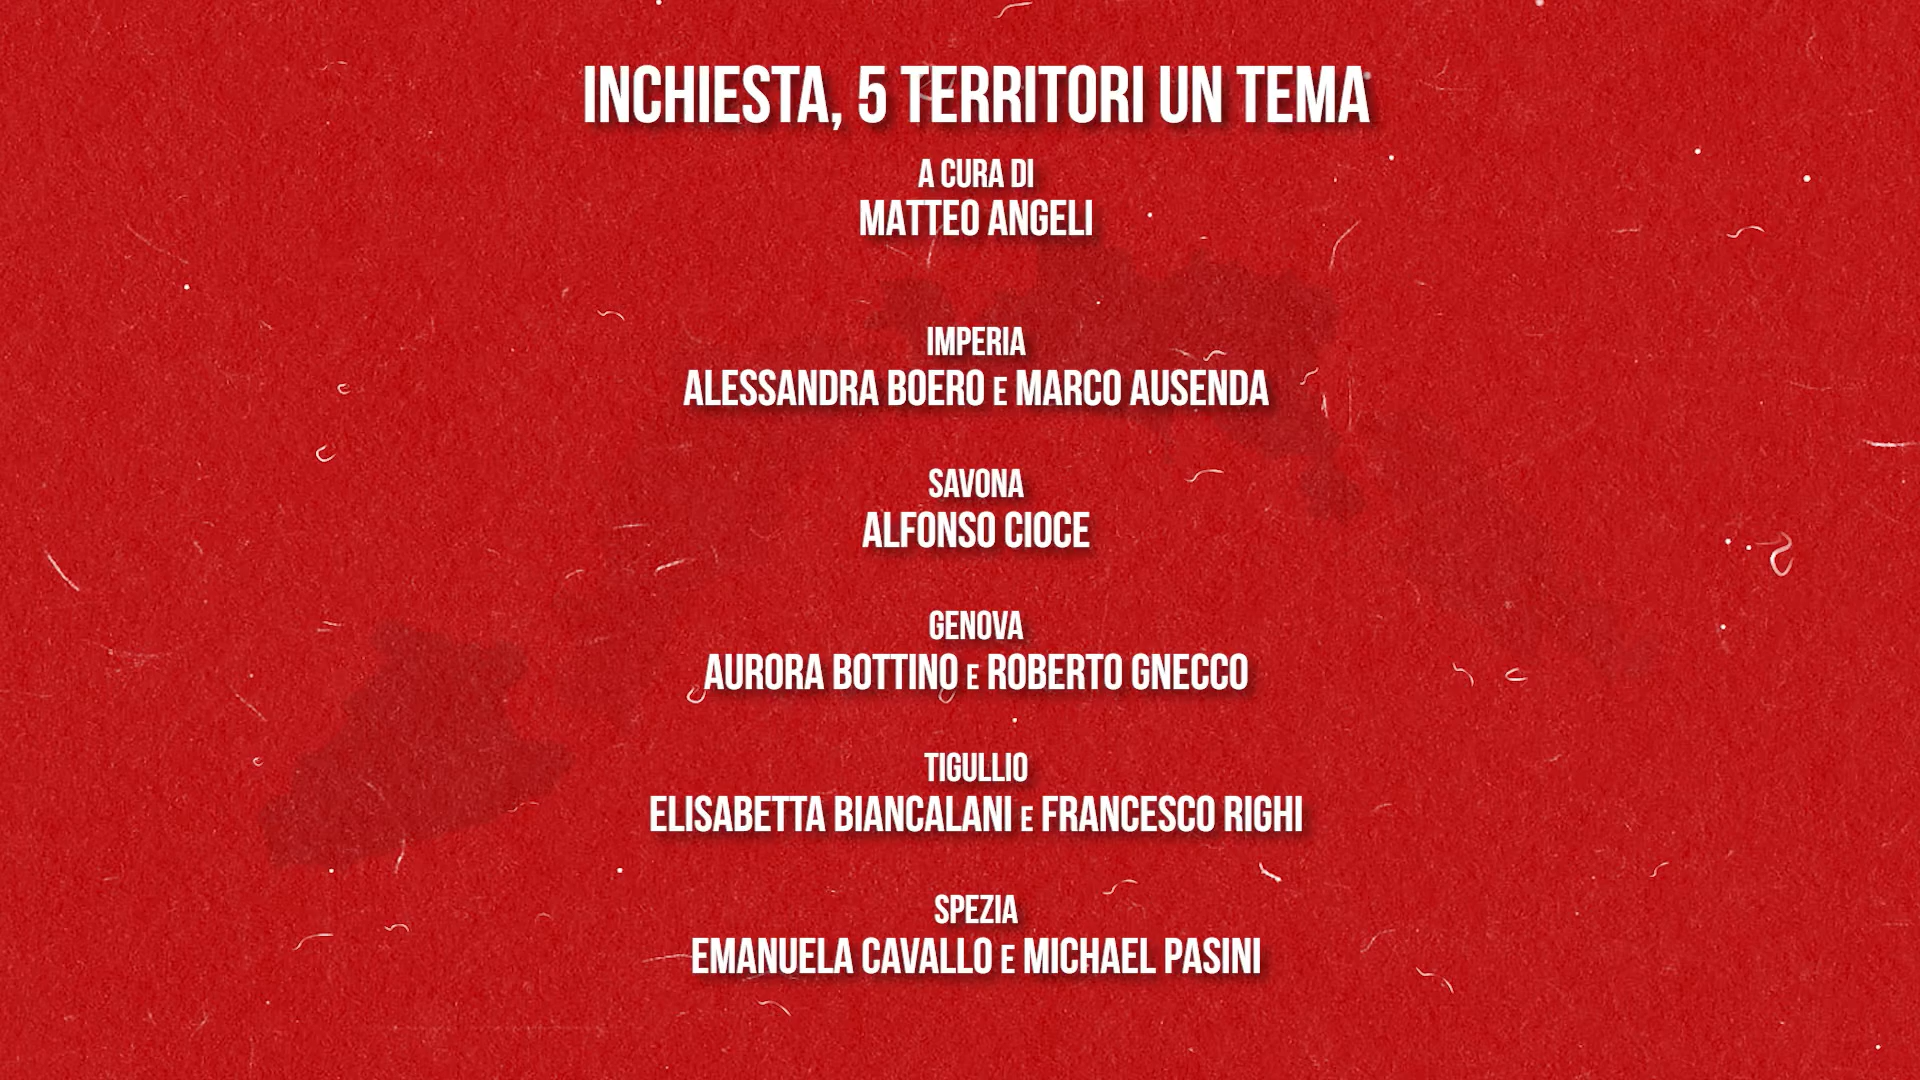 INCHIESTA, 5 TERRITORI UN TEMA
A CURA DI
MATTEO ANGELI
IMPERIA
ALESSANDRA BOERO E MARCO AUSENDA
SAVONA
ALFONSO CIOCE
GENOVA
AURORA BOTTINO E ROBERTO GNECCO
TIGULLIO
ELISABETTA BIANCALANI E FRANCESCO RIGHI
SPEZIA
EMANUELA CAVALLO E MICHAEL PASINI